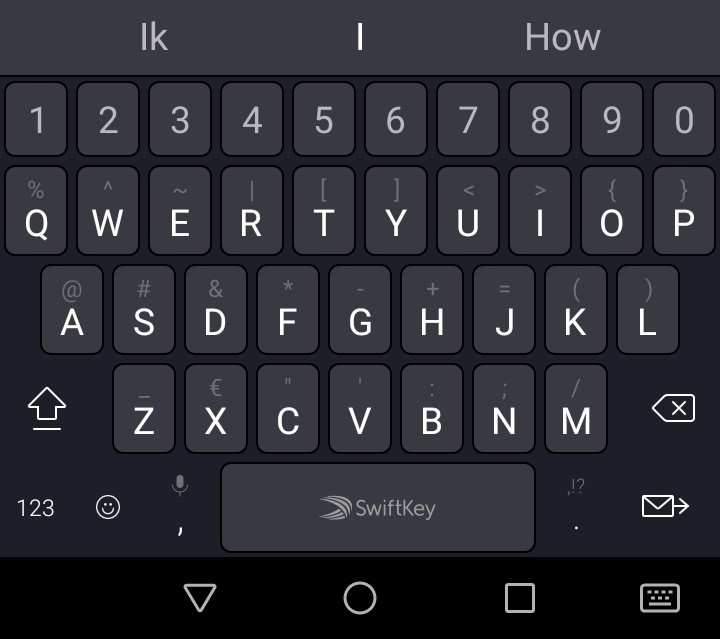 Ik I How
1 2 3 4 5 6 7 8 9 0
% ^ ~ | [ ] < > { }
Q W E R T Y U I O P
@ # & * - + = ( )
A S D F G H J K L
_ € " ' : ; /
Z X C V B N M
,!?
123 , SwiftKey .